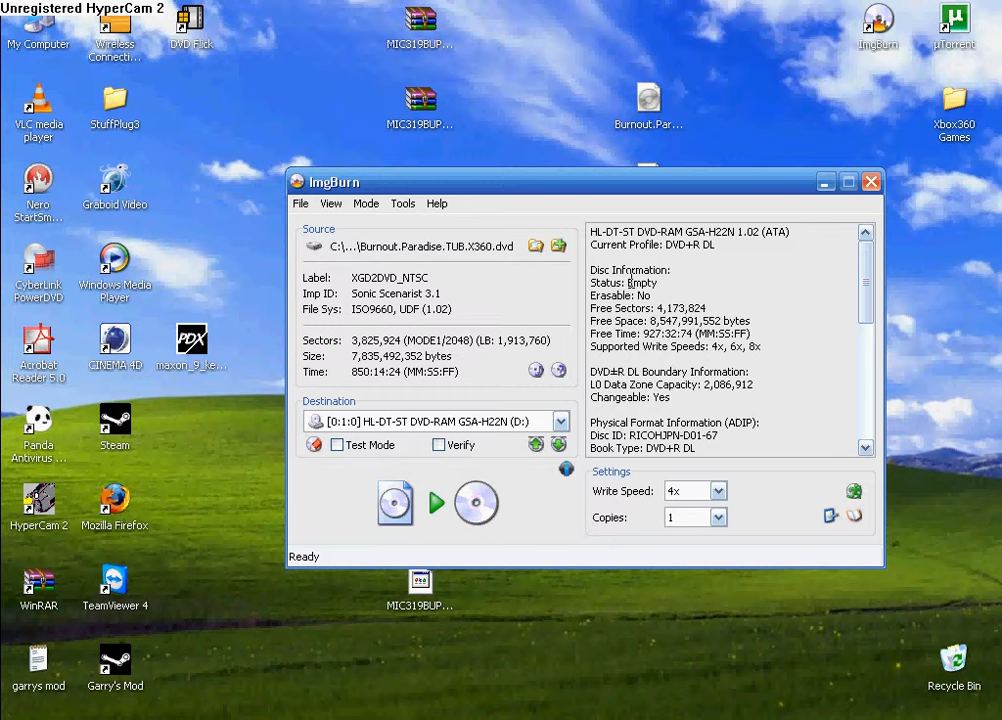 Unregistered HyperCam 2
My Computer
Wireless
Connecti...
DVD Flick
MIC319BUP...
ImgBurn
µ
µTorrent
VLC media
player
StuffPlug3
MIC319BUP...
Burnout.Par...
Xbox360
Games
Nero
StartSm...
Graboid Video
CyberLink
PowerDVD
Windows Media
Player
Acrobat
Reader 5.0
CINEMA 4D
PDX
maxon_9_ke...
Panda
Antivirus ...
Steam
HyperCam 2
Mozilla Firefox
WinRAR
TeamViewer 4
MIC319BUP...
garrys mod
Garry's Mod
Recycle Bin
ImgBurn
File View Mode Tools Help
Source
C:\...\Burnout.Paradise.TUB.X360.dvd
Label: XGD2DVD_NTSC
Imp ID: Sonic Scenarist 3.1
File Sys: ISO9660, UDF (1.02)
Sectors: 3,825,924 (MODE1/2048) (LB: 1,913,760)
Size: 7,835,492,352 bytes
Time: 850:14:24 (MM:SS:FF)
Destination
[0:1:0] HL-DT-ST DVD-RAM GSA-H22N (D:)
Test Mode Verify
Ready
HL-DT-ST DVD-RAM GSA-H22N 1.02 (ATA)
Current Profile: DVD+R DL
Disc Information:
Status: Empty
Erasable: No
Free Sectors: 4,173,824
Free Space: 8,547,991,552 bytes
Free Time: 927:32:74 (MM:SS:FF)
Supported Write Speeds: 4x, 6x, 8x
DVD±R DL Boundary Information:
L0 Data Zone Capacity: 2,086,912
Changeable: Yes
Physical Format Information (ADIP):
Disc ID: RICOHJPN-D01-67
Book Type: DVD+R DL
Settings
Write Speed: 4x
Copies: 1